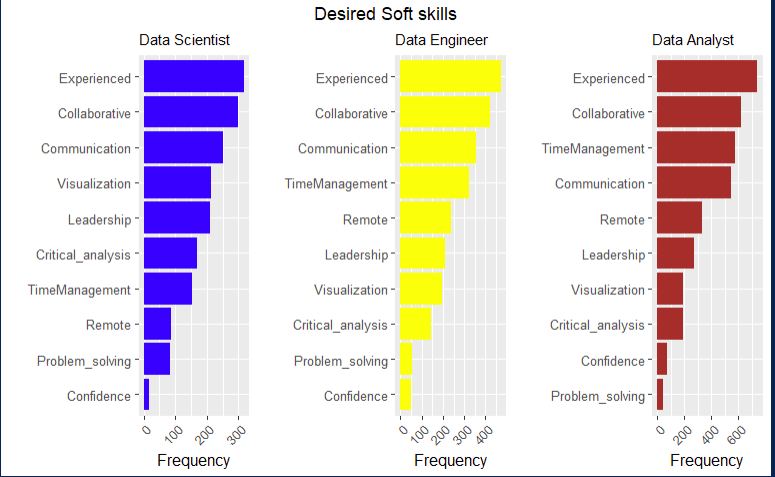 Desired Soft skills
Data Scientist
Experienced
Collaborative
Communication
Visualization
Leadership
Critical_analysis
TimeManagement
Remote
Problem_solving
Confidence
0 100 200 300
Frequency
Data Engineer
Experienced
Collaborative
Communication
TimeManagement
Remote
Leadership
Visualization
Critical_analysis
Problem_solving
Confidence
0 100 200 300 400
Frequency
Data Analyst
Experienced
Collaborative
TimeManagement
Communication
Remote
Leadership
Visualization
Critical_analysis
Confidence
Problem_solving
0 200 400 600
Frequency